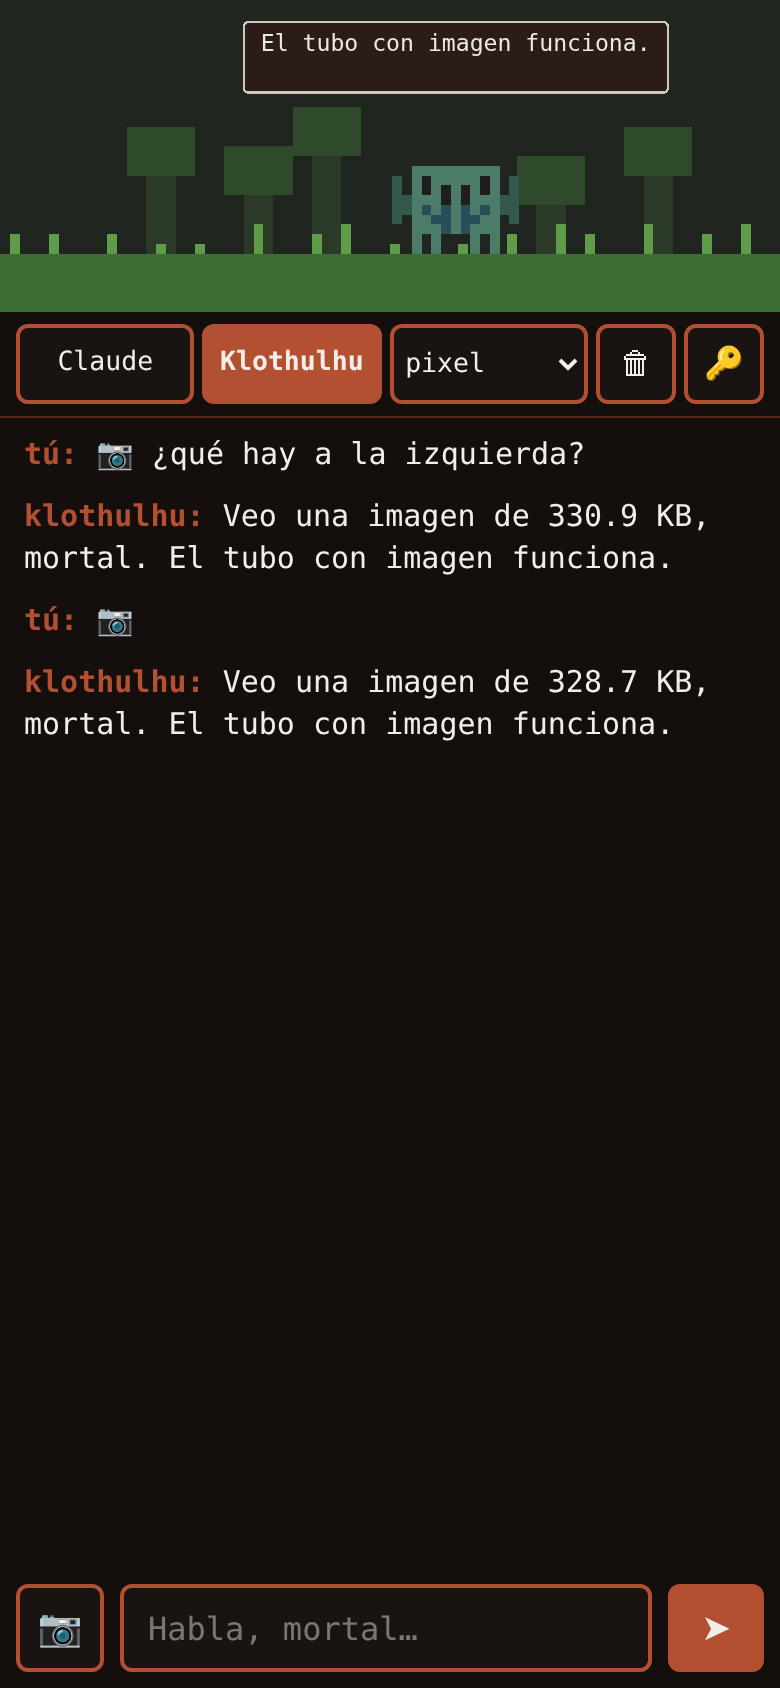 El tubo con imagen funciona.
Claude
Klothulhu
pixel
tú: 📷 ¿qué hay a la izquierda?
klothulhu: Veo una imagen de 330.9 KB,
mortal. El tubo con imagen funciona.
tú: 📷
klothulhu: Veo una imagen de 328.7 KB,
mortal. El tubo con imagen funciona.
Habla, mortal…